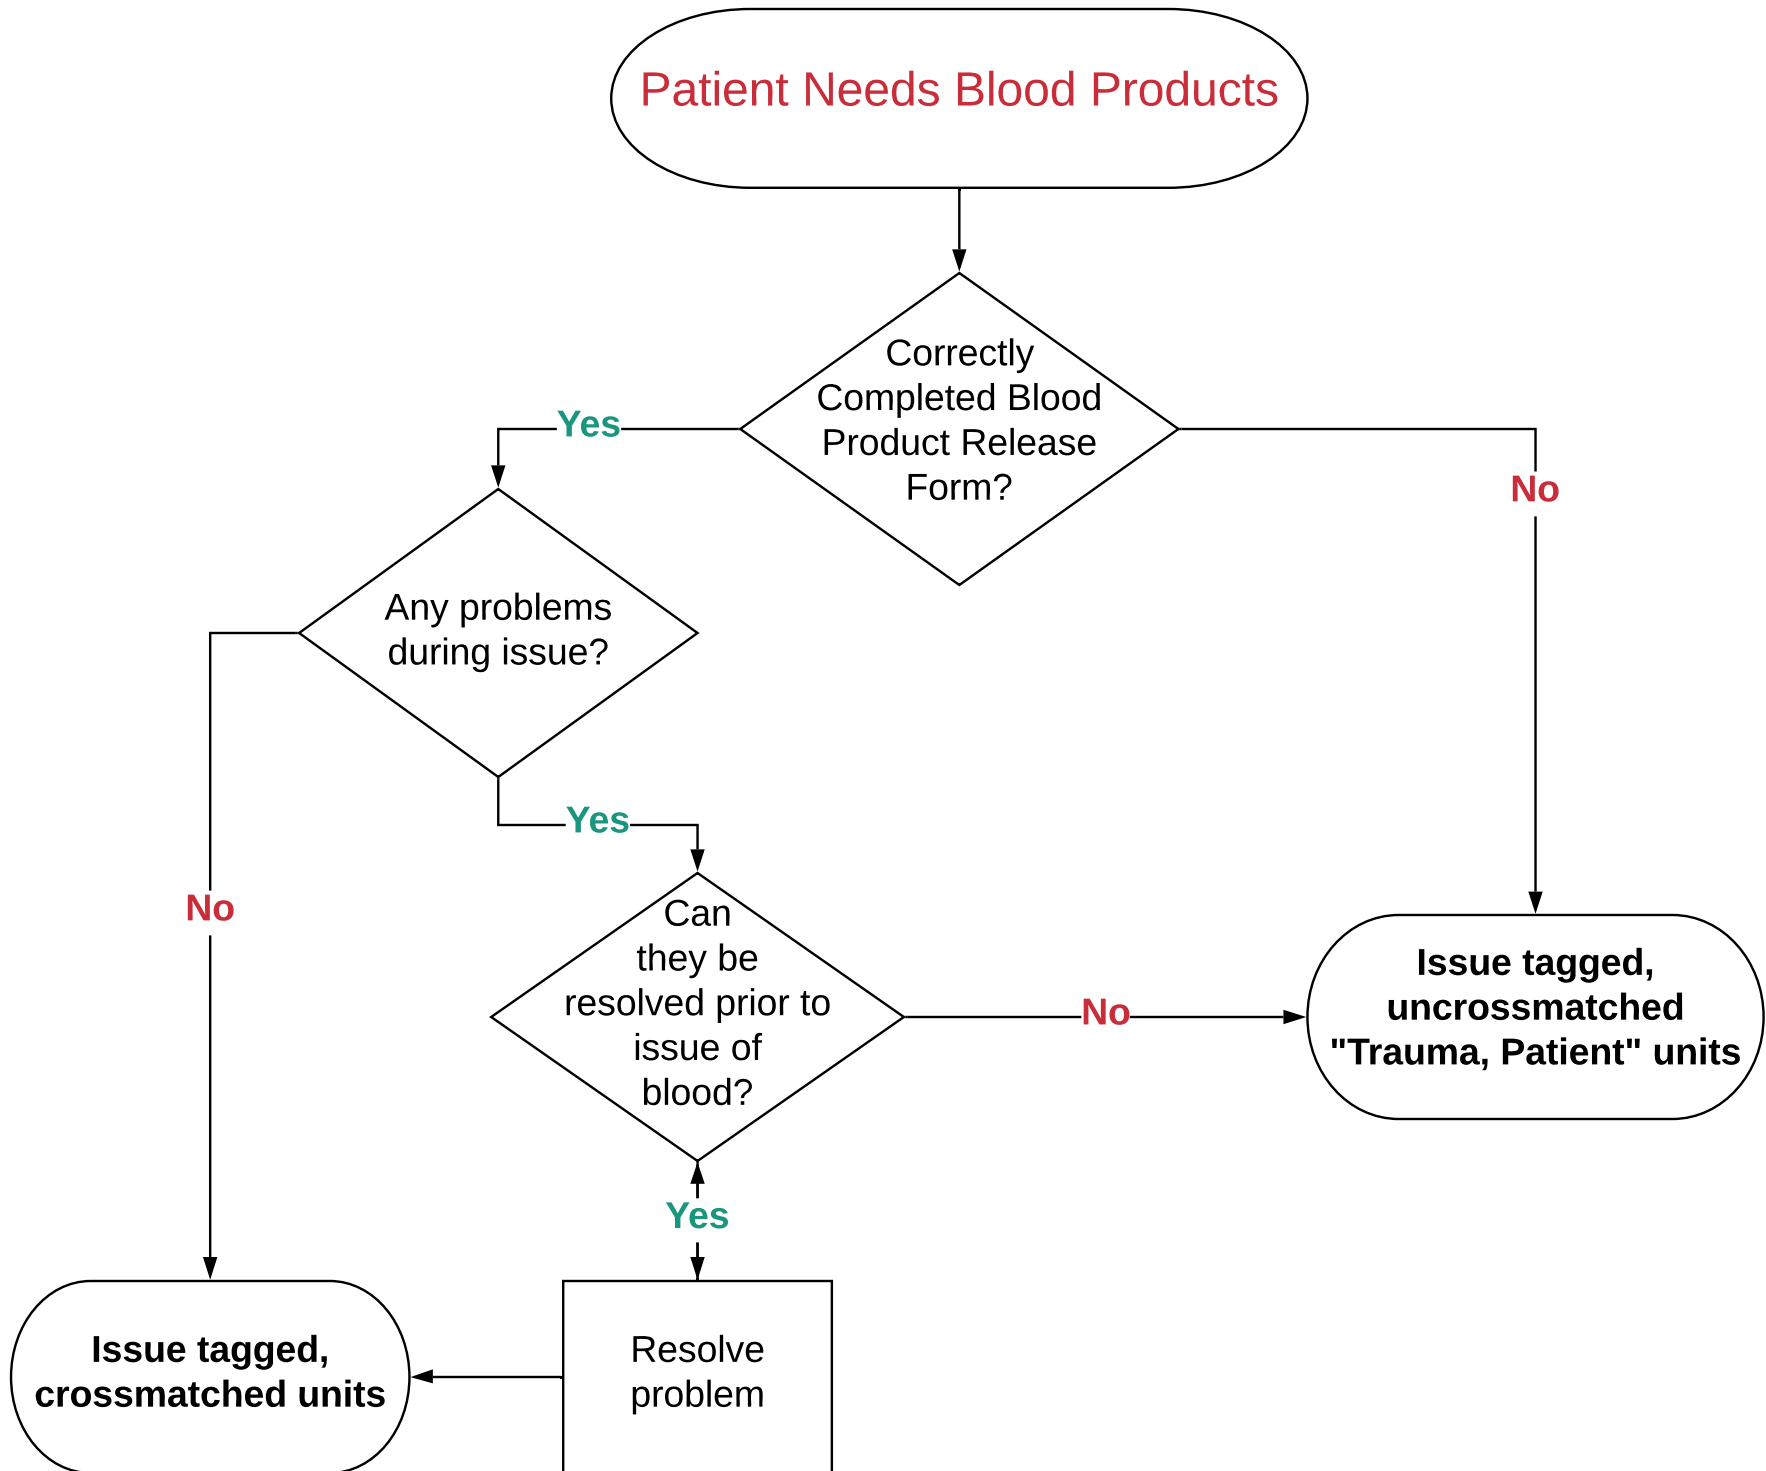 Patient Needs Blood Products
Correctly
Completed Blood
Product Release
Form?
Yes
No
Any problems
during issue?
Yes
No
Can
they be
resolved prior to
issue of
blood?
No
Issue tagged,
uncrossmatched
"Trauma, Patient" units
Yes
Issue tagged,
crossmatched units
Resolve
problem